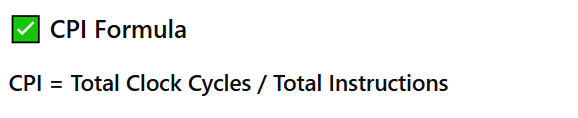 ✅ CPI Formula
CPI = Total Clock Cycles / Total Instructions